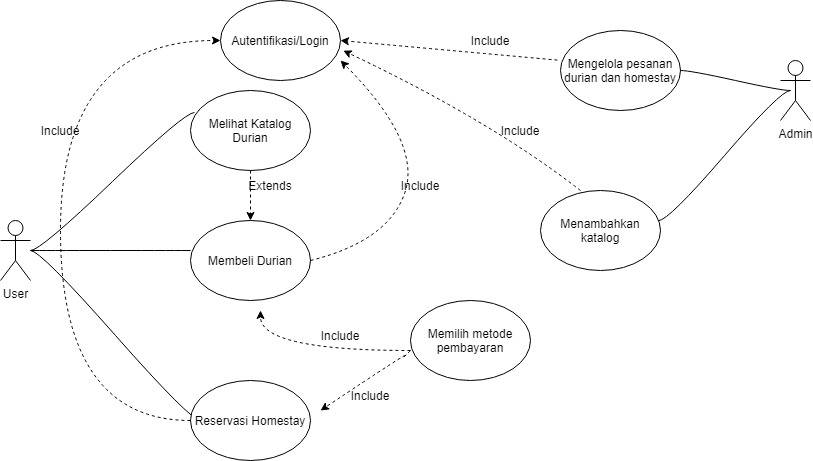 Autentifikasi/Login
Include
Mengelola pesanan
durian dan homestay
Admin
Include
Melihat Katalog
Durian
Include
Extends
Include
Menambahkan
katalog
User
Membeli Durian
Include
Memilih metode
pembayaran
Include
Reservasi Homestay